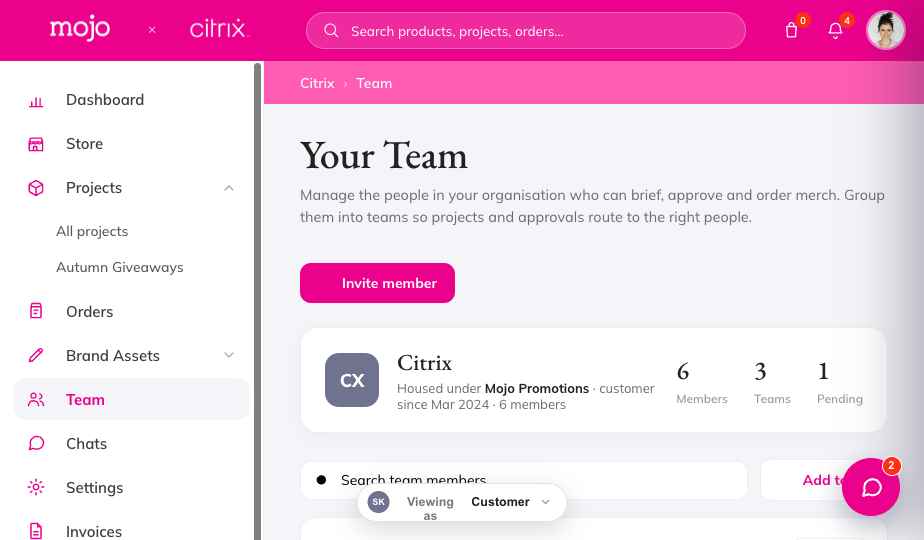 mojo × citrix
Search products, projects, orders...
0
4
Dashboard
Store
Projects
All projects
Autumn Giveaways
Orders
Brand Assets
Team
Chats
Settings
Invoices
Citrix › Team
Your Team
Manage the people in your organisation who can brief, approve and order merch. Group
them into teams so projects and approvals route to the right people.
Invite member
CX
Citrix
Housed under Mojo Promotions · customer
since Mar 2024 · 6 members
6
Members
3
Teams
1
Pending
Search team members
Add
2
SK
Viewing
as
Customer